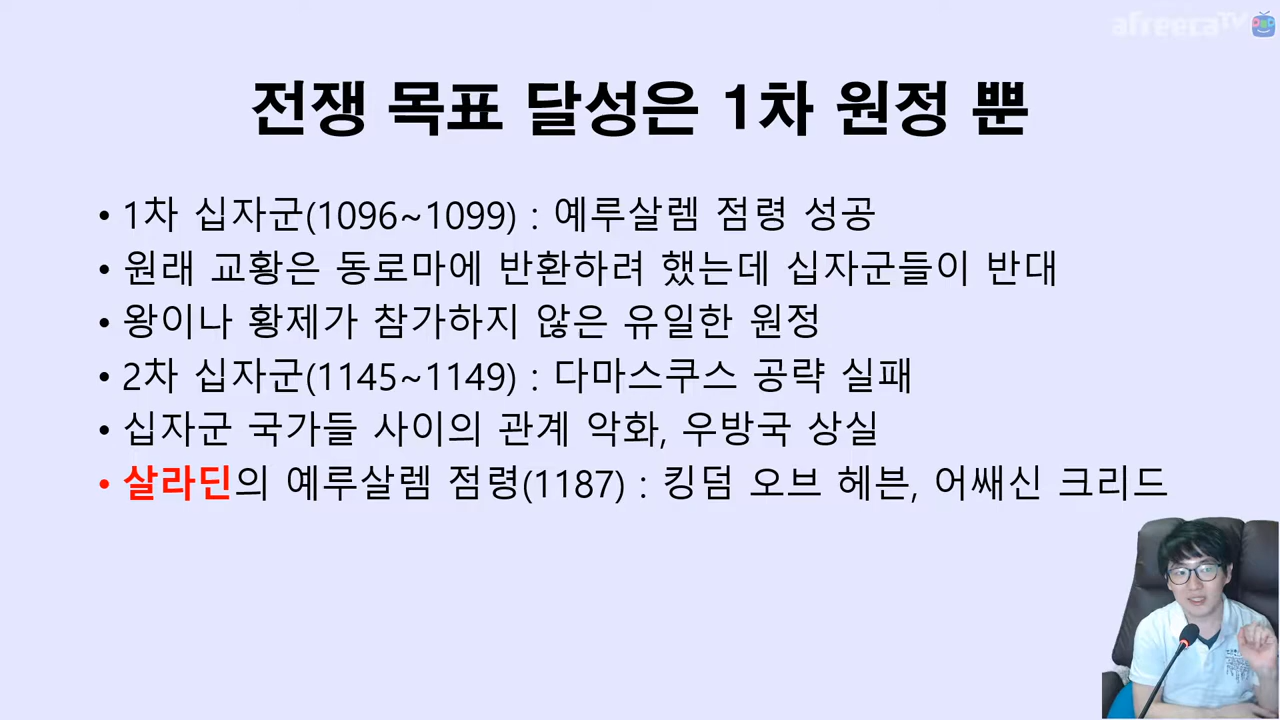 afreecaTV
전쟁 목표 달성은 1차 원정 뿐
• 1차 십자군(1096~1099) : 예루살렘 점령 성공
• 원래 교황은 동로마에 반환하려 했는데 십자군들이 반대
• 왕이나 황제가 참가하지 않은 유일한 원정
• 2차 십자군(1145~1149) : 다마스쿠스 공략 실패
• 십자군 국가들 사이의 관계 악화, 우방국 상실
• 살라딘의 예루살렘 점령(1187) : 킹덤 오브 헤븐, 어쌔신 크리드